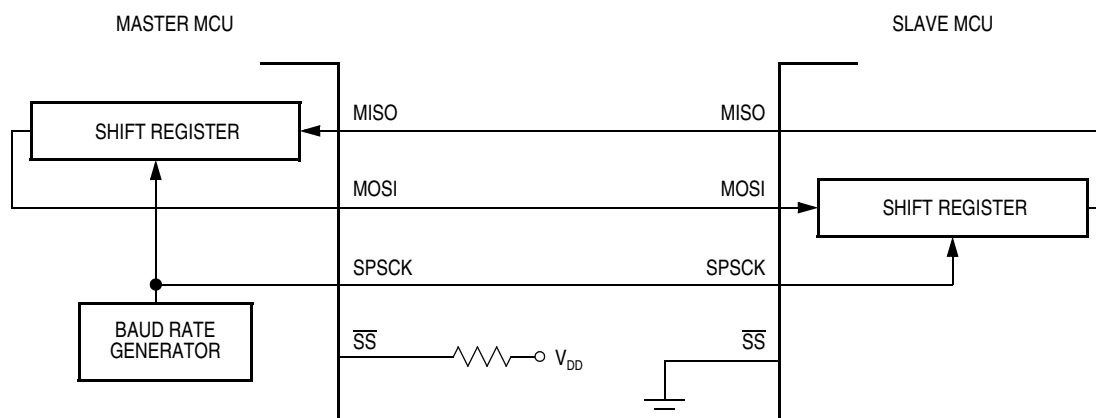 MASTER MCU
SLAVE MCU
SHIFT REGISTER
MISO
MISO
MOSI
MOSI
SHIFT REGISTER
SPSCK
SPSCK
BAUD RATE
GENERATOR
SS
VDD
SS